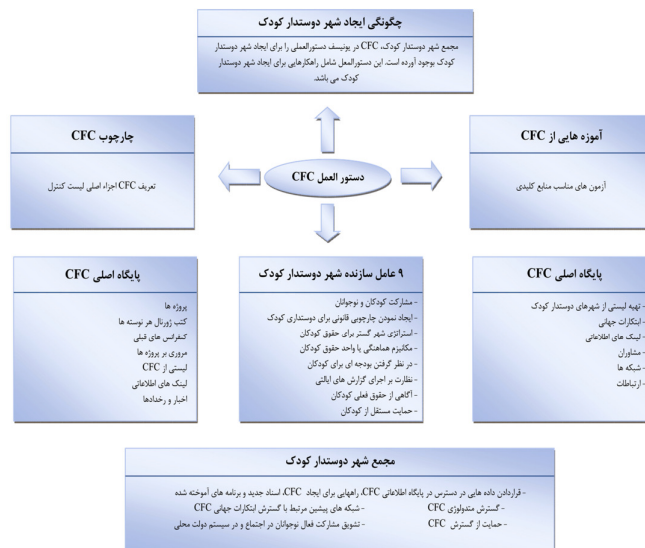 چگونگی ایجاد شهر دوستدار کودک
مجمع شهر دوستدار کودک، CFC در یونیسف دستورالعملی را برای ایجاد شهر دوستدار
کودک بوجود آورده است. این دستورالمعل شامل راهکارهایی برای ایجاد شهر دوستدار
کودک می باشد.
آموزه هایی از CFC
آزمون های مناسب منابع کلیدی
دستور العمل CFC
چارچوب CFC
تعریف CFC اجزاء اصلی لیست کنترل
پایگاه اصلی CFC
- تهیه لیستی از شهرهای دوستدار کودک
- ابتکارات جهانی
- لینک های اطلاعاتی
- مشاوران
- شبکه ها
- ارتباطات
۹ عامل سازنده شهر دوستدار کودک
- مشارکت کودکان و نوجوانان
- ایجاد نمودن چارچوبی قانونی برای دوستداری کودک
- استراتژی شهر گستر برای حقوق کودکان
- مکانیزم هماهنگی یا واحد حقوق کودکان
- در نظر گرفتن بودجه ای برای کودکان
- نظارت بر اجرای گزارش های ایالتی
- آگاهی از حقوق فعلی کودکان
- حمایت مستقل از کودکان
پایگاه اصلی CFC
پروژه ها
کتب ژورنال هر نوسته ها
کنفرانس های قبلی
مروری بر پروژه ها
لیستی از CFC
لینک های اطلاعاتی
اخبار و رخدادها
مجمع شهر دوستدار کودک
- قراردادن داده هایی در دسترس در پایگاه اطلاعاتی CFC، راههایی برای ایجاد CFC، اسناد جدید و برنامه های آموخته شده
- گسترش متدولوژی CFC - شبکه های پیشین مرتبط با گسترش ابتکارات جهانی CFC
- حمایت از گسترش CFC - تشویق مشارکت فعال نوجوانان در اجتماع و در سیستم دولت محلی